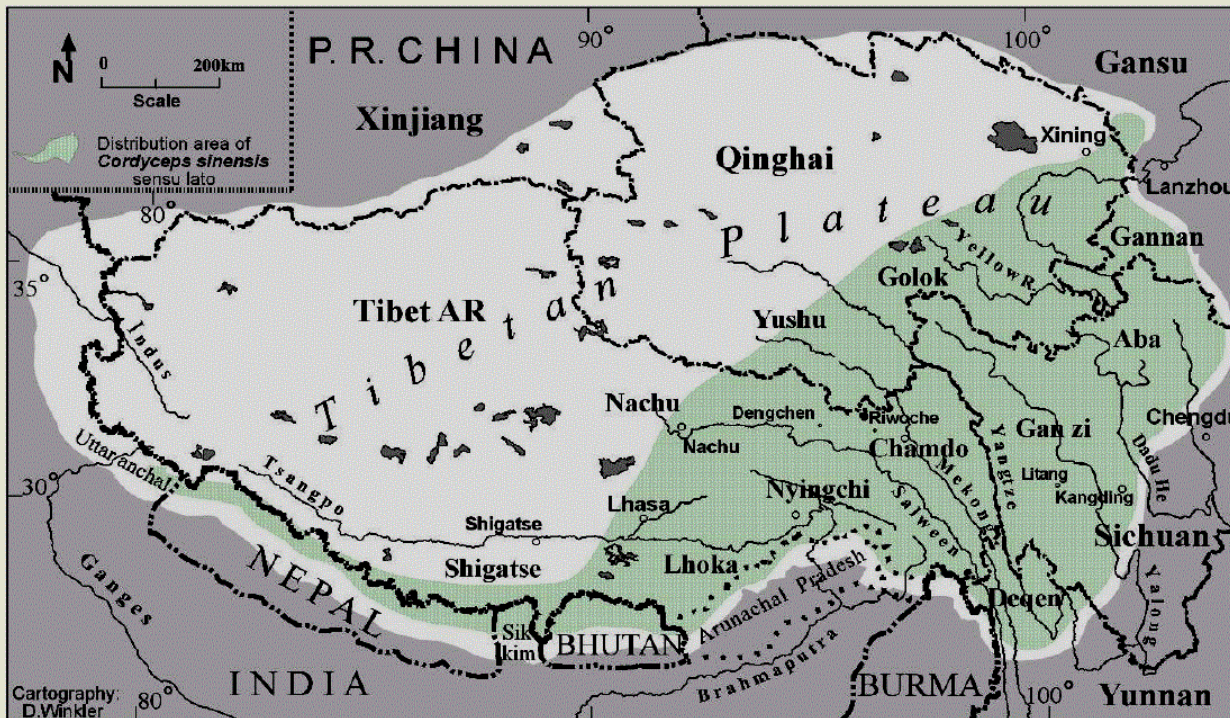 90°
100°
P. R. CHINA
N
0 200km
Scale
Gansu
Xinjiang
Distribution area of
Cordyceps sinensis
sensu lato
Qinghai
Xining
Lanzhou
80°
Plateau
Gannan
35°
Yellow R.
Golok
Tibet AR
Tibetan
Yushu
Aba
Indus
Nachu
Dengchen
Riwoche
Chengdu
Nachu
Chamdo
Gan zi
Yangtze
Uttaranchal
Tsangpo
Mekong
Litang
Dadu He
30°
Nyingchi
Kangding
Lhasa
Salween
Shigatse
Sichuan
Shigatse
Lhoka
Ganges
NEPAL
Arunachal Pradesh
Deqen
Yalong
Sik
kim
BHUTAN
INDIA
Brahmaputra
BURMA
Cartography:
D.Winkler
80°
100°
Yunnan